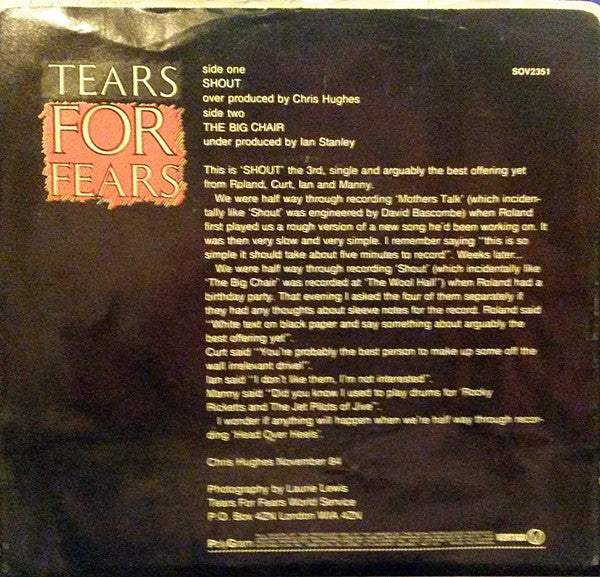 TEARS
FOR
FEARS
SOV2351
side one
SHOUT
over produced by Chris Hughes
side two
THE BIG CHAIR
under produced by Ian Stanley
This is 'SHOUT' the 3rd, single and arguably the best offering yet
from Roland, Curt, Ian and Manny.
We were half way through recording 'Mothers Talk' (which inciden-
tally like 'Shout' was engineered by David Bascombe) when Roland
first played us a rough version of a new song he'd been working on. It
was then very slow and very simple. I remember saying "this is so
simple it should take about five minutes to record". Weeks later...
We were half way through recording 'Shout' (which incidentally like
'The Big Chair' was recorded at 'The Wool Hall') when Roland had a
birthday party. That evening I asked the four of them separately if
they had any thoughts about sleeve notes for the record. Roland said
"White text on black paper and say something about arguably the
best offering yet".
Curt said "You're probably the best person to make up some off the
wall irrelevant drivel".
Ian said "I don't like them, I'm not interested".
Manny said "Did you know I used to play drums for 'Rocky
Ricketts and The Jet Pilots of Jive".
I wonder if anything will happen when we're half way through recor-
ding 'Head Over Heels'.
Chris Hughes November 84
Photography by Laurie Lewis
Tears For Fears World Service
P.O. Box 4ZN London W1A 4ZN
PolyGram